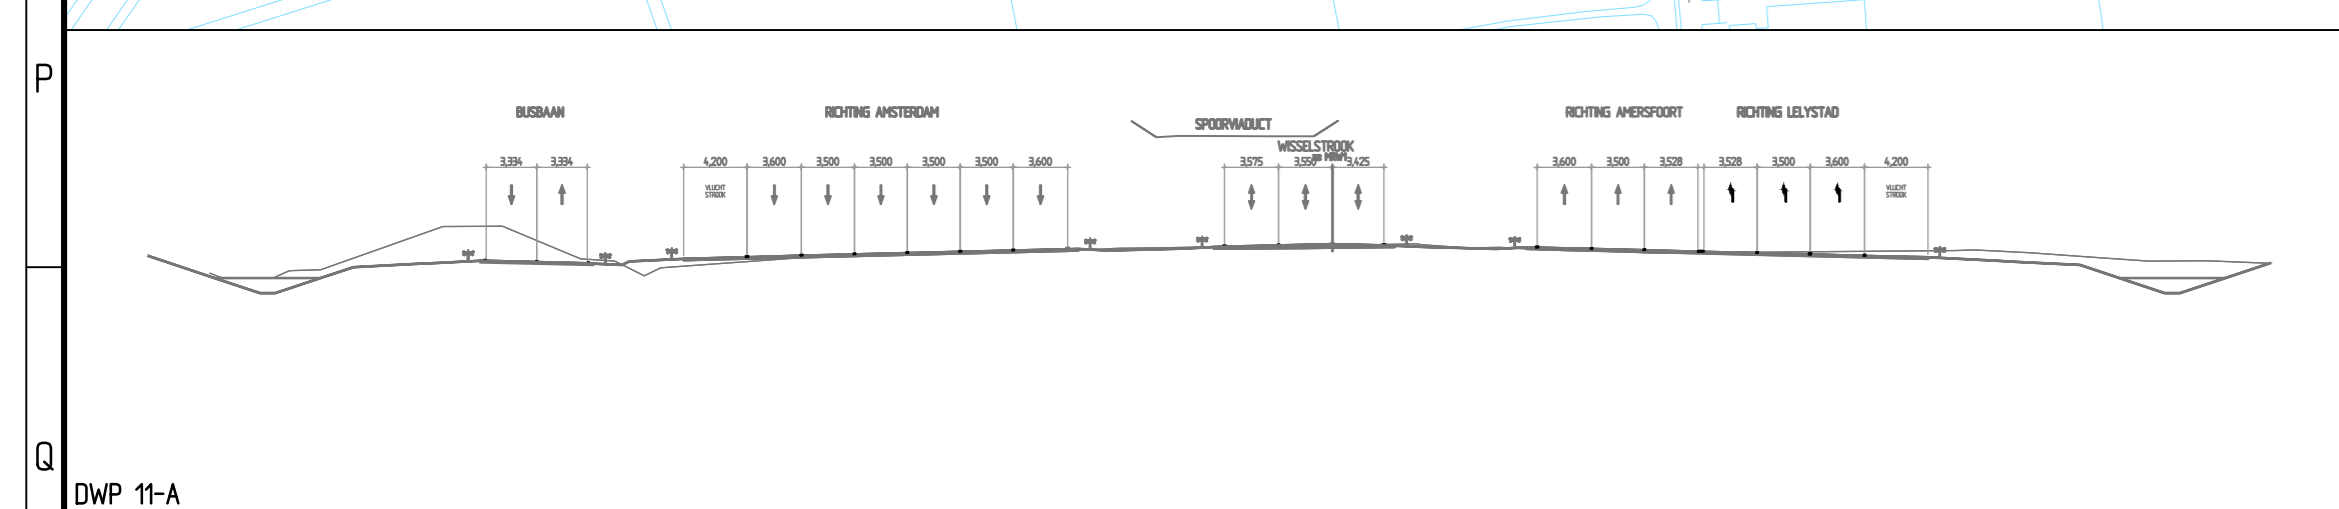 P
BUSBAAN
RICHTING AMSTERDAM
SPOORVIADUCT
WISSELSTROOK
RICHTING AMERSFOORT
RICHTING LELYSTAD
3,334 3,334
4,200 3,600 3,500 3,500 3,500 3,500 3,600
3,575 3,550 3,425
3,600 3,500 3,528 3,528 3,500 3,600 4,200
VLUCHT
STROOK
VLUCHT
STROOK
Q
DWP 11-A